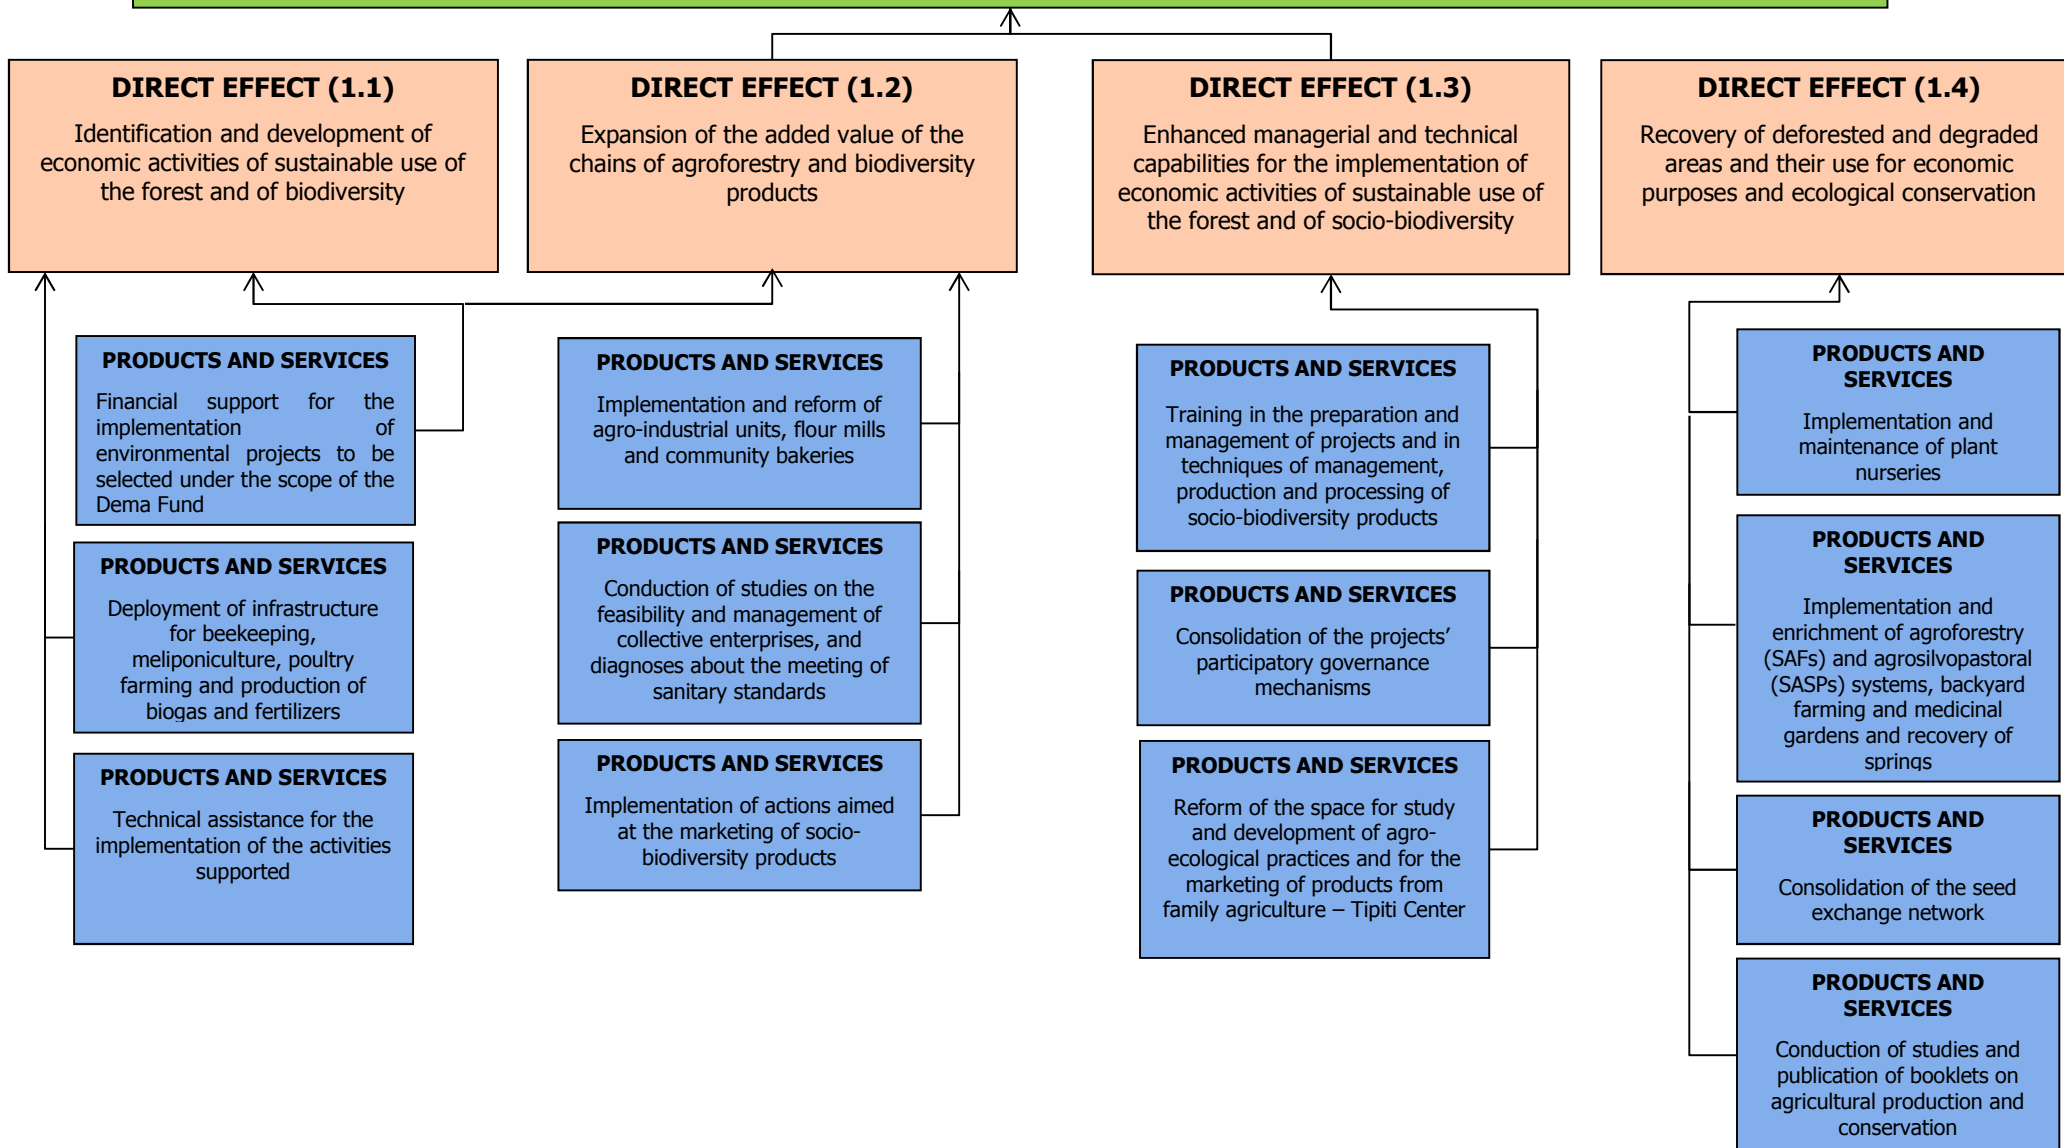 DIRECT EFFECT (1.1)
Identification and development of
economic activities of sustainable use of
the forest and of biodiversity
DIRECT EFFECT (1.2)
Expansion of the added value of the
chains of agroforestry and biodiversity
products
DIRECT EFFECT (1.3)
Enhanced managerial and technical
capabilities for the implementation of
economic activities of sustainable use of
the forest and of socio-biodiversity
DIRECT EFFECT (1.4)
Recovery of deforested and degraded
areas and their use for economic
purposes and ecological conservation
PRODUCTS AND SERVICES
Financial support for the
implementation of
environmental projects to be
selected under the scope of the
Dema Fund
PRODUCTS AND SERVICES
Deployment of infrastructure
for beekeeping,
meliponiculture, poultry
farming and production of
biogas and fertilizers
PRODUCTS AND SERVICES
Technical assistance for the
implementation of the activities
supported
PRODUCTS AND SERVICES
Implementation and reform of
agro-industrial units, flour mills
and community bakeries
PRODUCTS AND SERVICES
Conduction of studies on the
feasibility and management of
collective enterprises, and
diagnoses about the meeting of
sanitary standards
PRODUCTS AND SERVICES
Implementation of actions aimed
at the marketing of socio-
biodiversity products
PRODUCTS AND SERVICES
Training in the preparation and
management of projects and in
techniques of management,
production and processing of
socio-biodiversity products
PRODUCTS AND SERVICES
Consolidation of the projects’
participatory governance
mechanisms
PRODUCTS AND SERVICES
Reform of the space for study
and development of agro-
ecological practices and for the
marketing of products from
family agriculture – Tipiti Center
PRODUCTS AND
SERVICES
Implementation and
maintenance of plant
nurseries
PRODUCTS AND
SERVICES
Implementation and
enrichment of agroforestry
(SAFs) and agrosilvopastoral
(SASPs) systems, backyard
farming and medicinal
gardens and recovery of
springs
PRODUCTS AND
SERVICES
Consolidation of the seed
exchange network
PRODUCTS AND
SERVICES
Conduction of studies and
publication of booklets on
agricultural production and
conservation